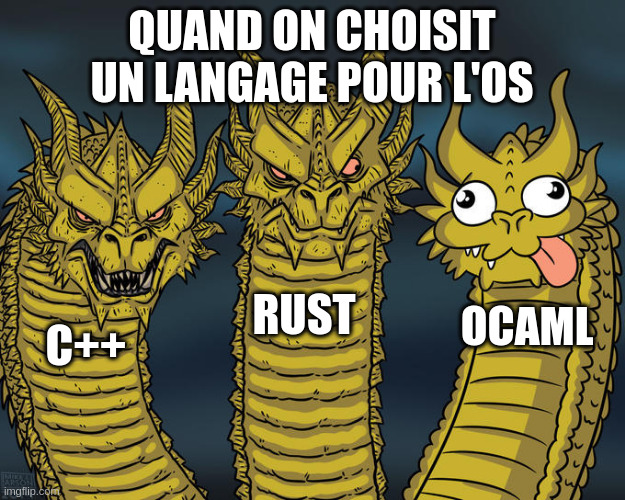 QUAND ON CHOISIT
UN LANGAGE POUR L'OS
C++
RUST
OCAML
imgflip.com